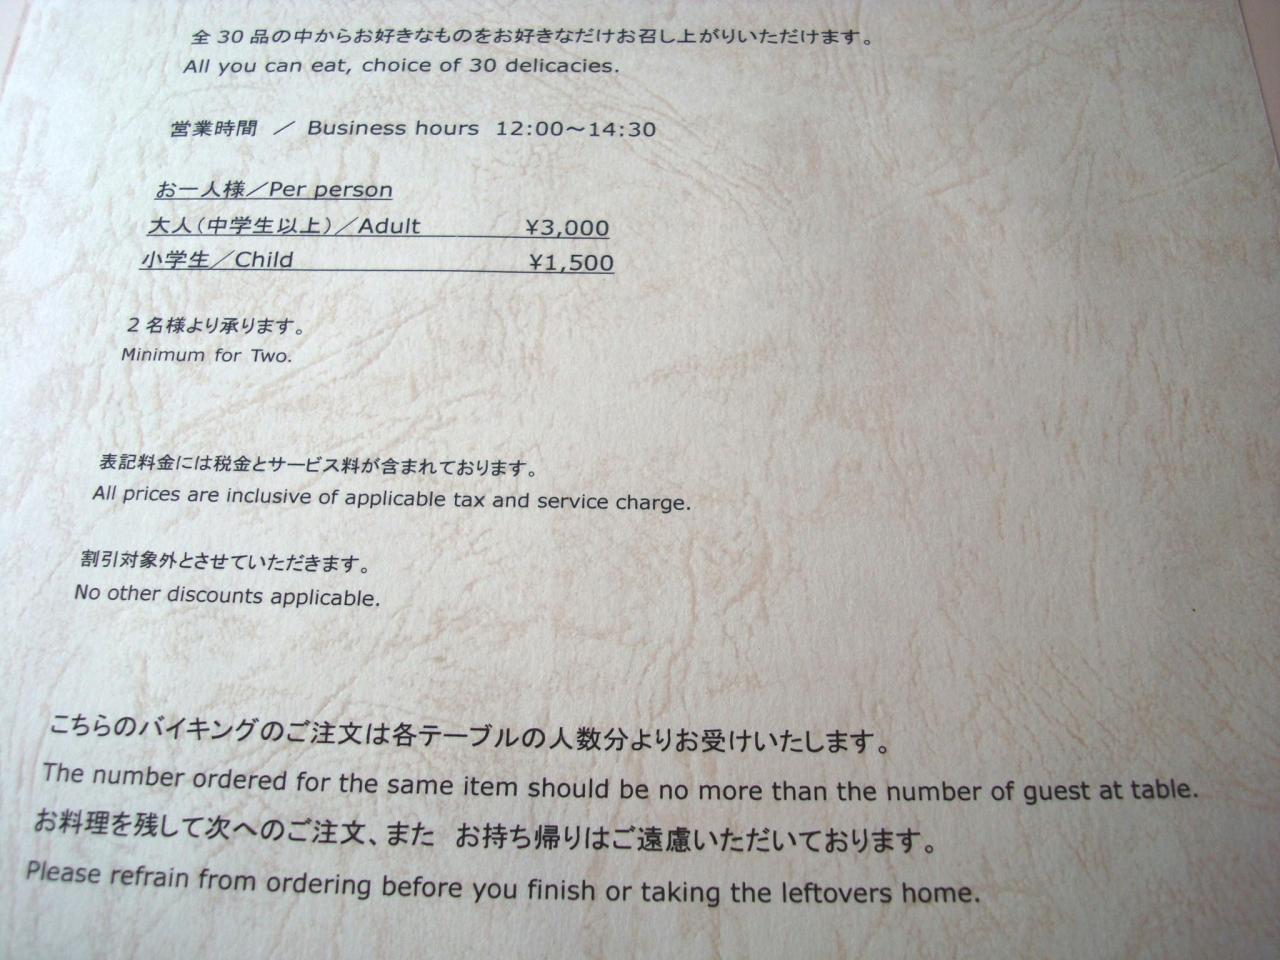 全30品の中からお好きなものをお好きなだけお召し上がりいただけます。
All you can eat, choice of 30 delicacies.
営業時間 ／ Business hours 12:00～14:30
お一人様／Per person
大人（中学生以上）／Adult ¥3,000
小学生／Child ¥1,500
2名様より承ります。
Minimum for Two.
表記料金には税金とサービス料が含まれております。
All prices are inclusive of applicable tax and service charge.
割引対象外とさせていただきます。
No other discounts applicable.
こちらのバイキングのご注文は各テーブルの人数分よりお受けいたします。
The number ordered for the same item should be no more than the number of guest at table.
お料理を残して次へのご注文、また お持ち帰りはご遠慮いただいております。
Please refrain from ordering before you finish or taking the leftovers home.